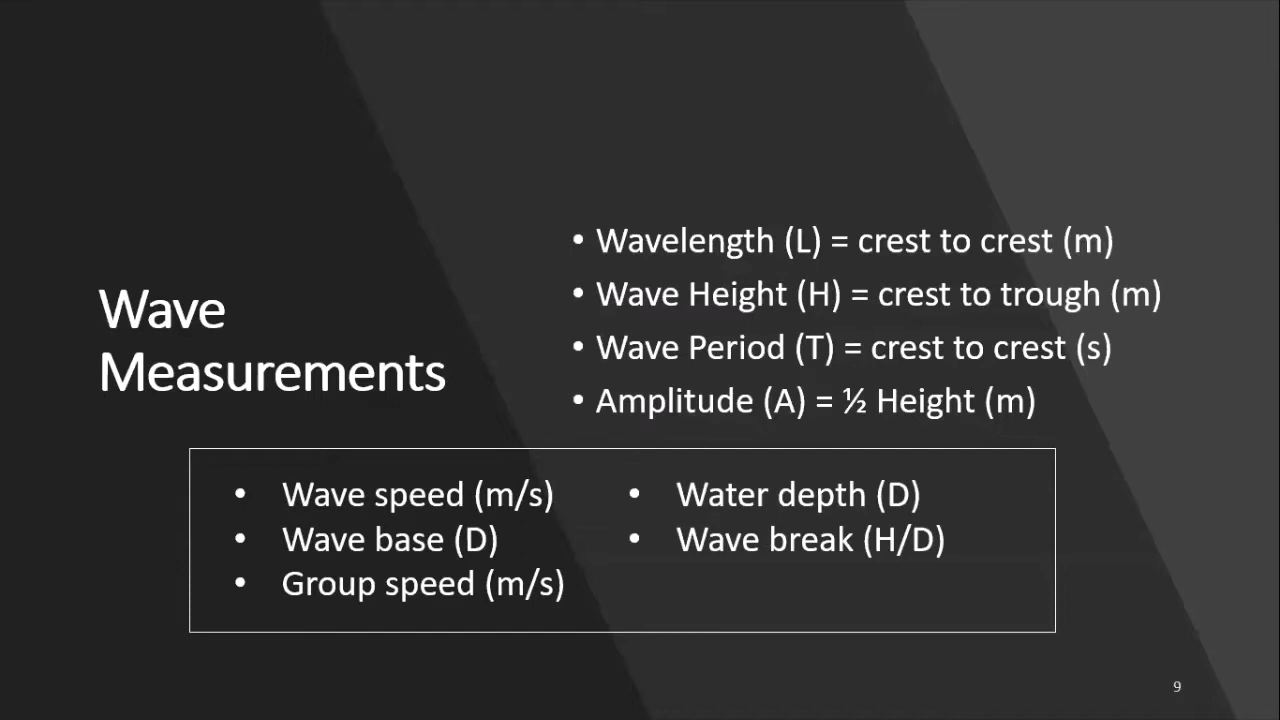 Wave
Measurements
• Wavelength (L) = crest to crest (m)
• Wave Height (H) = crest to trough (m)
• Wave Period (T) = crest to crest (s)
• Amplitude (A) = ½ Height (m)
• Wave speed (m/s)
• Wave base (D)
• Group speed (m/s)
• Water depth (D)
• Wave break (H/D)
9